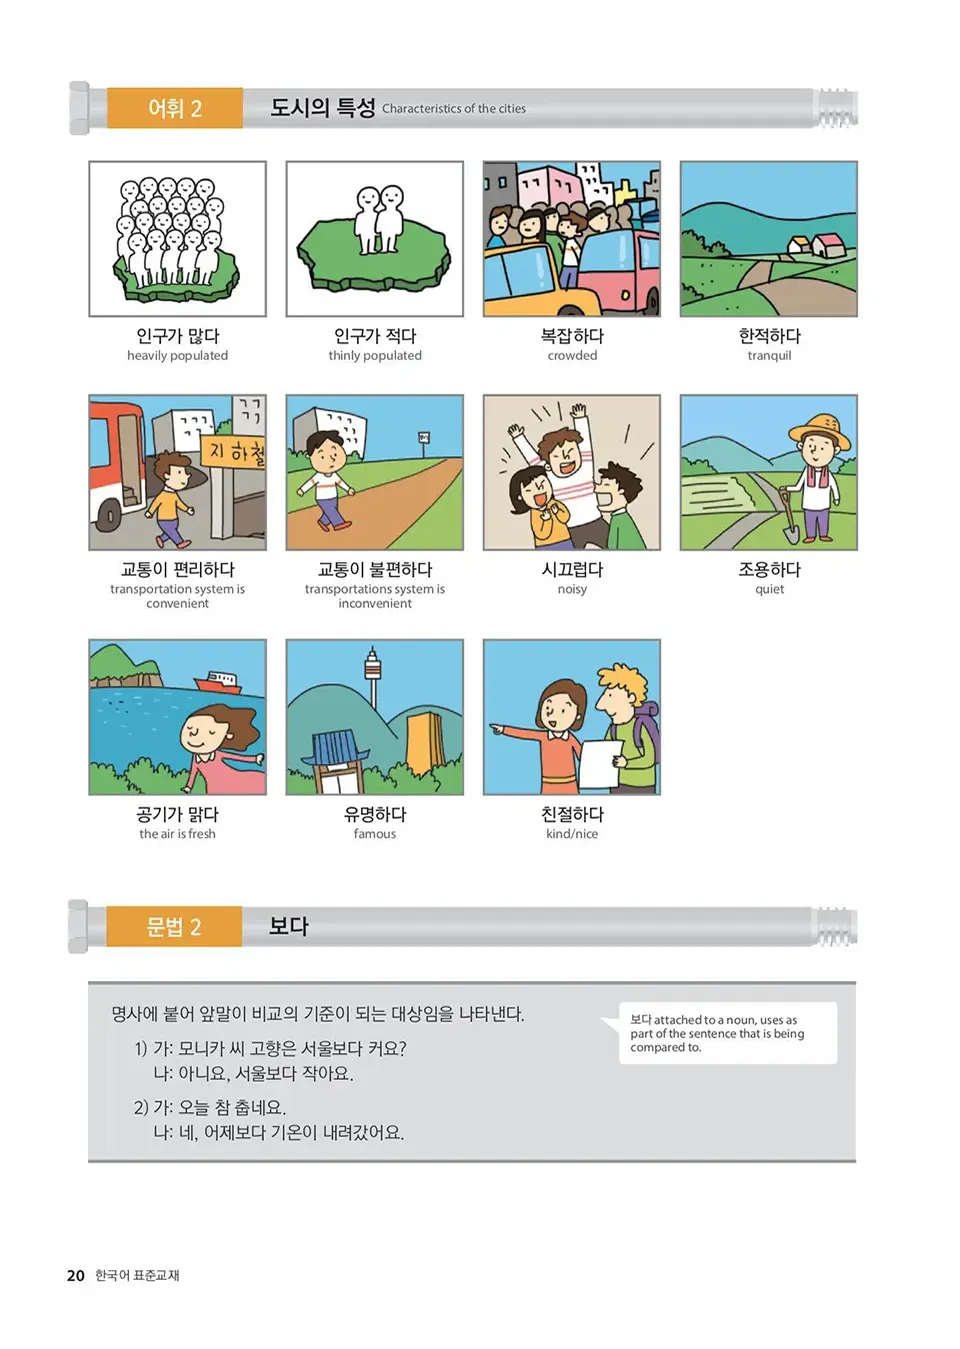 어휘 2
도시의 특성 Characteristics of the cities
인구가 많다
heavily populated
인구가 적다
thinly populated
복잡하다
crowded
한적하다
tranquil
지하철
교통이 편리하다
transportation system is
convenient
교통이 불편하다
transportations system is
inconvenient
시끄럽다
noisy
조용하다
quiet
공기가 맑다
the air is fresh
유명하다
famous
친절하다
kind/nice
문법 2
보다
명사에 붙어 앞말이 비교의 기준이 되는 대상임을 나타낸다.
보다 attached to a noun, uses as
part of the sentence that is being
compared to.
1) 가: 모니카 씨 고향은 서울보다 커요?
나: 아니요, 서울보다 작아요.
2) 가: 오늘 참 춥네요.
나: 네, 어제보다 기온이 내려갔어요.
20 한국어 표준교재